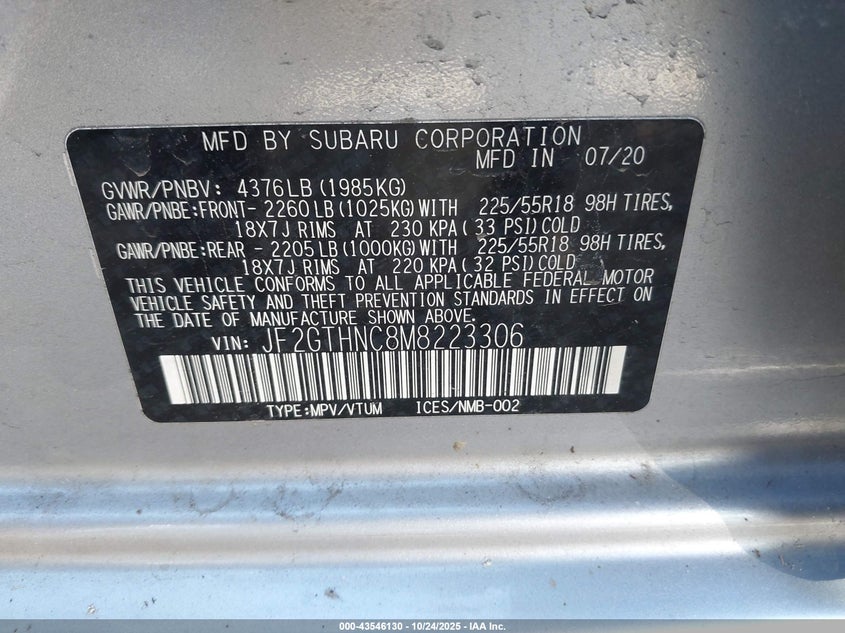 MFD BY SUBARU CORPORATION
MFD IN 07/20
GVWR/PNBV: 4376LB (1985KG)
GAWR/PNBE:FRONT- 2260 LB (1025KG) WITH 225/55R18 98H TIRES,
18X7J RIMS AT 230 KPA ( 33 PSI) COLD
GAWR/PNBE:REAR - 2205 LB (1000KG) WITH 225/55R18 98H TIRES,
18X7J RIMS AT 220 KPA ( 32 PSI) COLD
THIS VEHICLE CONFORMS TO ALL APPLICABLE FEDERAL MOTOR
VEHICLE SAFETY AND THEFT PREVENTION STANDARDS IN EFFECT ON
THE DATE OF MANUFACTURE SHOWN ABOVE.
VIN: JF2GTHNC8M8223306
TYPE:MPV/VTUM ICES/NMB-002
000-43546130 - 10/24/2025 - IAA Inc.